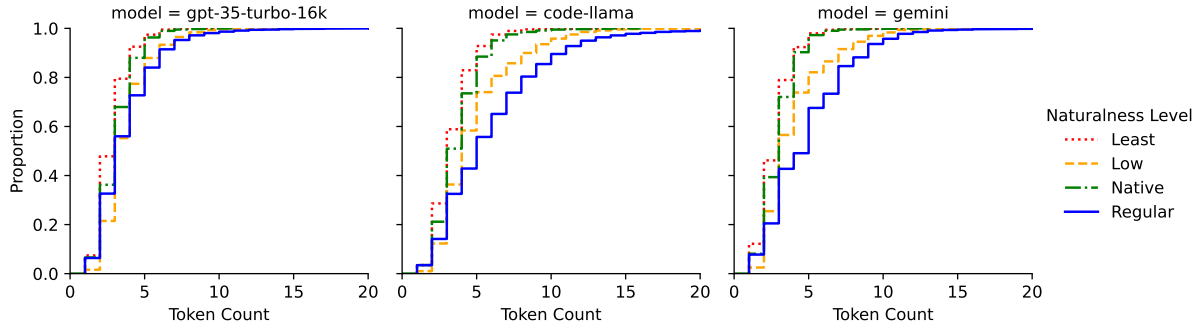 model = gpt-35-turbo-16k
model = code-llama
model = gemini
Proportion
1.0
0.8
0.6
0.4
0.2
0.0
0 5 10 15 20
0 5 10 15 20
0 5 10 15 20
Token Count
Token Count
Token Count
Naturalness Level
Least
Low
Native
Regular